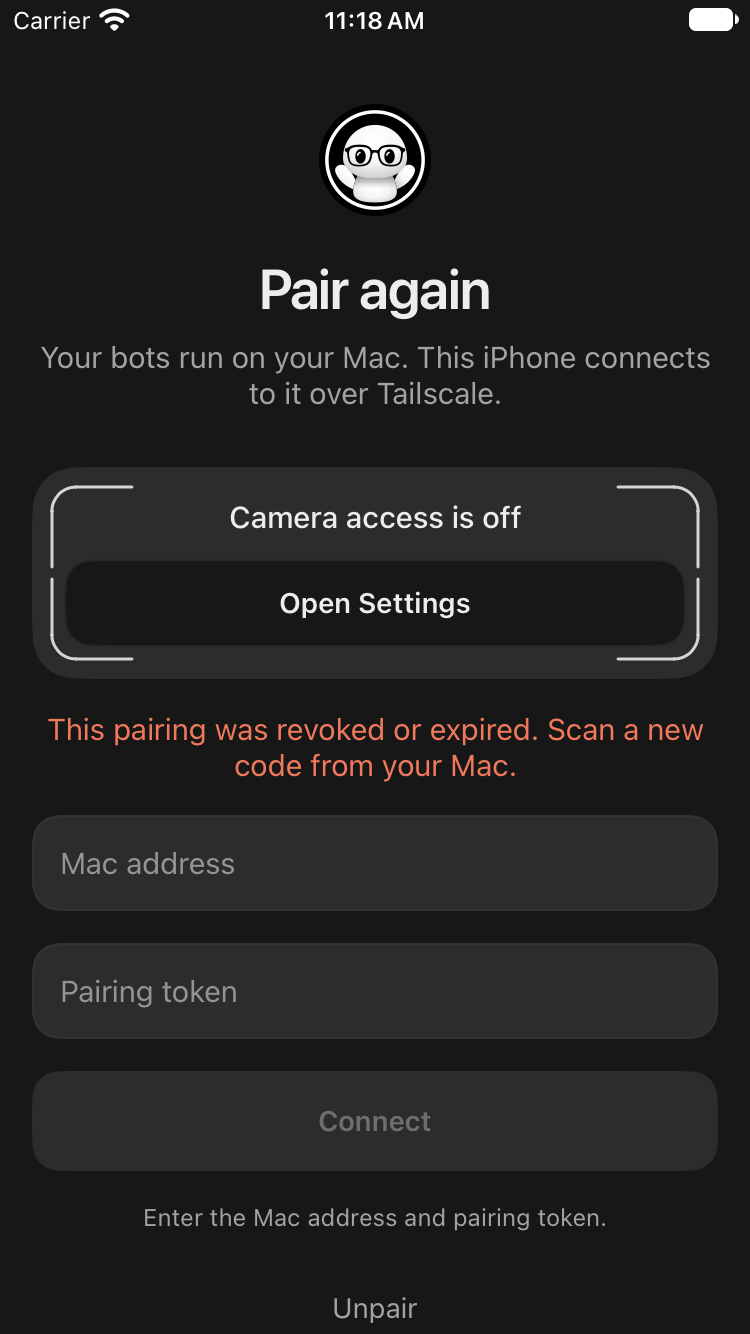 Carrier 11:18 AM
Pair again
Your bots run on your Mac. This iPhone connects
to it over Tailscale.
Camera access is off
Open Settings
This pairing was revoked or expired. Scan a new
code from your Mac.
Mac address
Pairing token
Connect
Enter the Mac address and pairing token.
Unpair